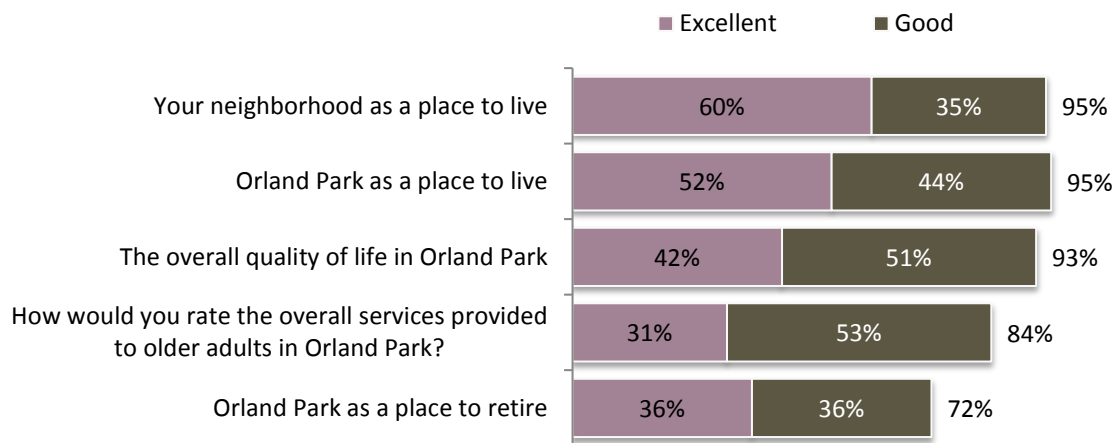 Excellent Good
Your neighborhood as a place to live 60% 35% 95%
Orland Park as a place to live 52% 44% 95%
The overall quality of life in Orland Park 42% 51% 93%
How would you rate the overall services provided
to older adults in Orland Park? 31% 53% 84%
Orland Park as a place to retire 36% 36% 72%